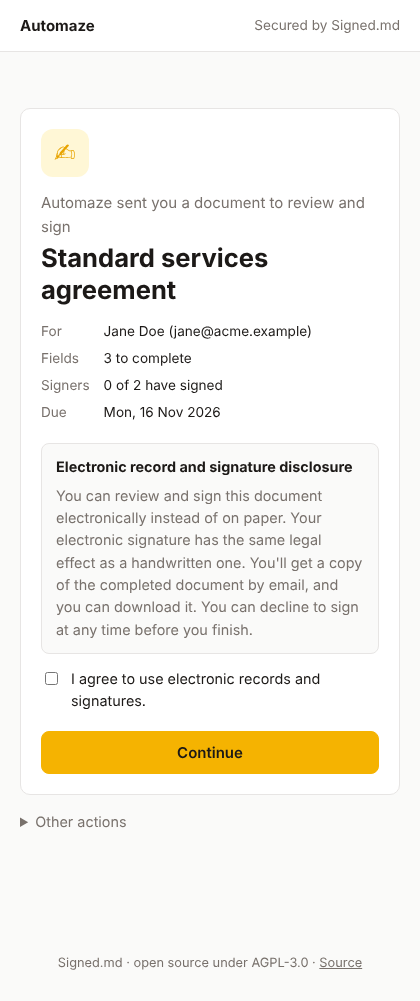 Automaze
Secured by Signed.md
Automaze sent you a document to review and
sign
Standard services
agreement
For Jane Doe (jane@acme.example)
Fields 3 to complete
Signers 0 of 2 have signed
Due Mon, 16 Nov 2026
Electronic record and signature disclosure
You can review and sign this document
electronically instead of on paper. Your
electronic signature has the same legal
effect as a handwritten one. You'll get a copy
of the completed document by email, and
you can download it. You can decline to sign
at any time before you finish.
I agree to use electronic records and
signatures.
Continue
Other actions
Signed.md · open source under AGPL-3.0 · Source